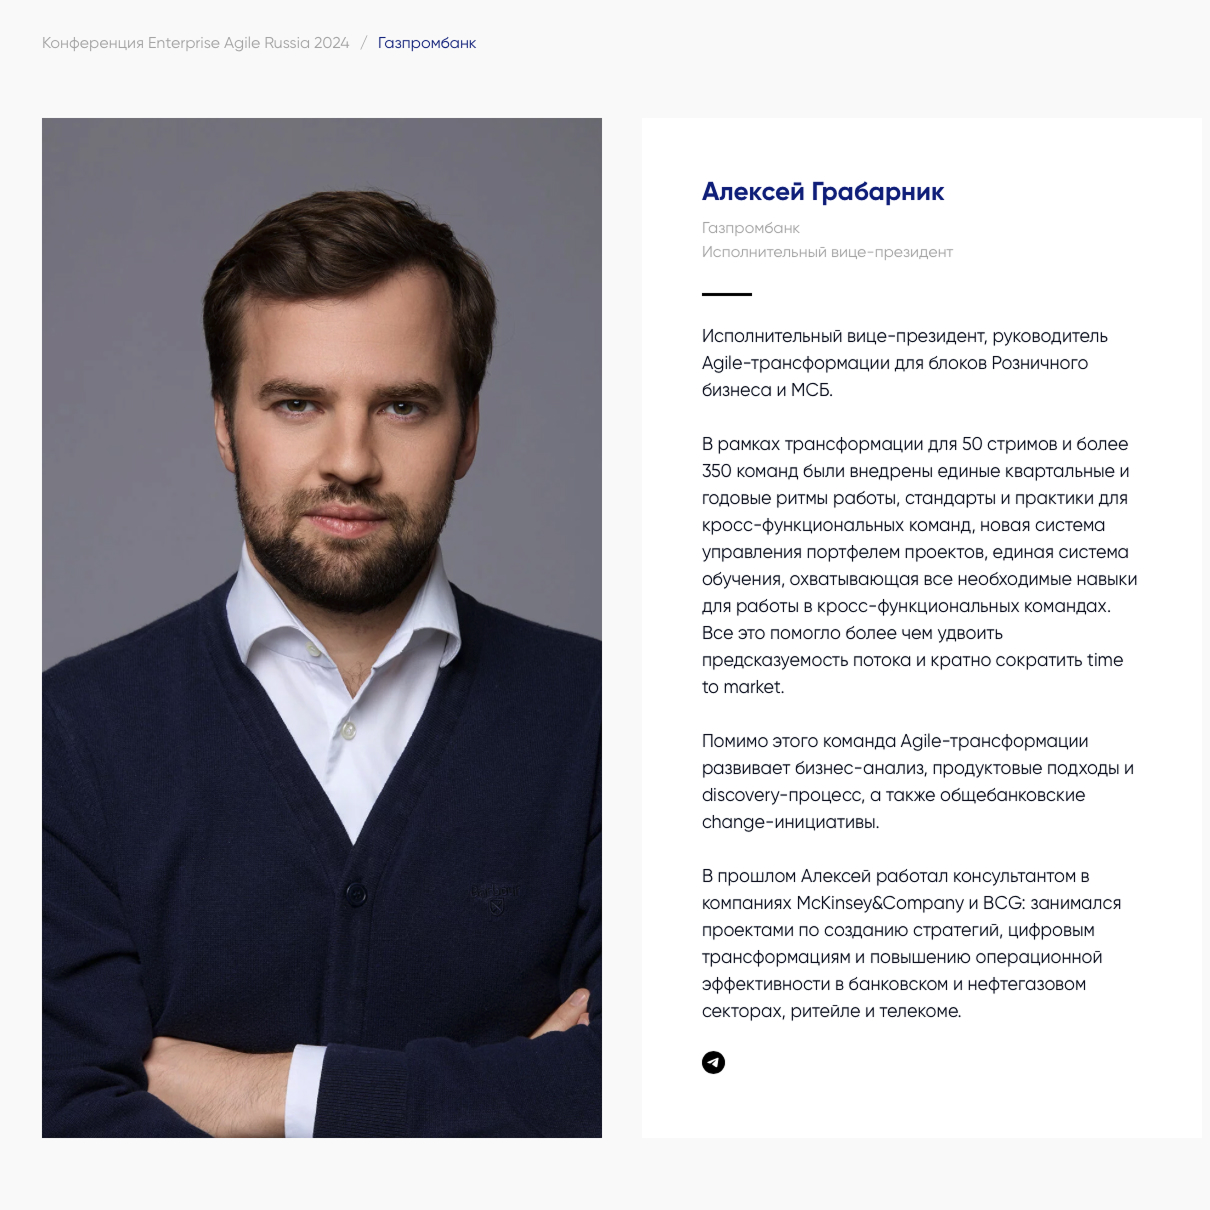 Конференция Enterprise Agile Russia 2024 / Газпромбанк
Алексей Грабарник
Газпромбанк
Исполнительный вице-президент
Исполнительный вице-президент, руководитель
Agile-трансформации для блоков Розничного
бизнеса и МСБ.
В рамках трансформации для 50 стримов и более
350 команд были внедрены единые квартальные и
годовые ритмы работы, стандарты и практики для
кросс-функциональных команд, новая система
управления портфелем проектов, единая система
обучения, охватывающая все необходимые навыки
для работы в кросс-функциональных командах.
Все это помогло более чем удвоить
предсказуемость потока и кратно сократить time
to market.
Помимо этого команда Agile-трансформации
развивает бизнес-анализ, продуктовые подходы и
discovery-процесс, а также общебанковские
change-инициативы.
В прошлом Алексей работал консультантом в
компаниях McKinsey&Company и BCG: занимался
проектами по созданию стратегий, цифровым
трансформациям и повышению операционной
эффективности в банковском и нефтегазовом
секторах, ритейле и телекоме.